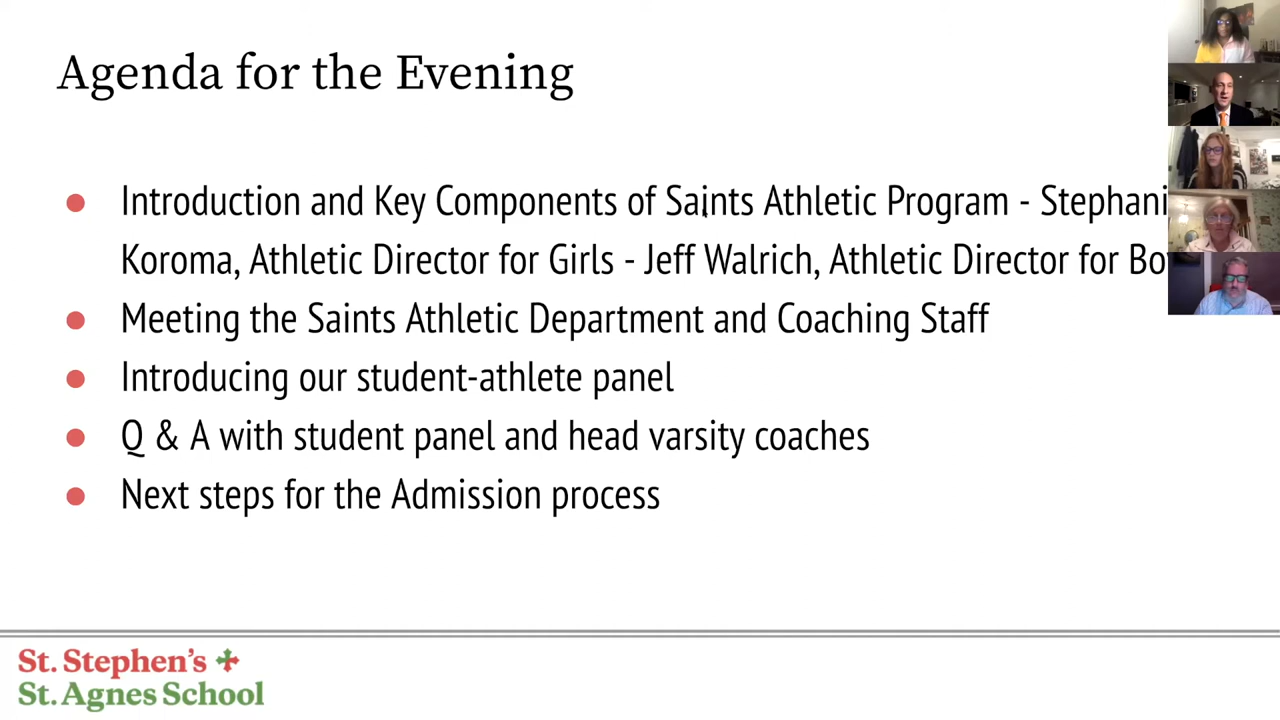 Agenda for the Evening
● Introduction and Key Components of Saints Athletic Program - Stephani
Koroma, Athletic Director for Girls - Jeff Walrich, Athletic Director for Bo
● Meeting the Saints Athletic Department and Coaching Staff
● Introducing our student-athlete panel
● Q & A with student panel and head varsity coaches
● Next steps for the Admission process
St. Stephen's
St. Agnes School